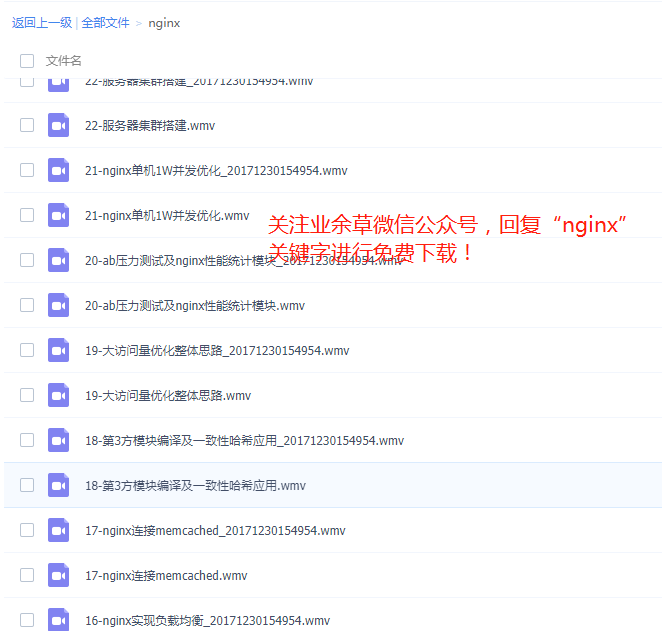 返回上一级 | 全部文件 > nginx
文件名
22-服务器集群搭建_20171230154954.wmv
22-服务器集群搭建.wmv
21-nginx单机1W并发优化_20171230154954.wmv
21-nginx单机1W并发优化.wmv
关注业余草微信公众号，回复“nginx”
关键字进行免费下载！
20-ab压力测试及nginx性能统计模块_20171230154954.wmv
20-ab压力测试及nginx性能统计模块.wmv
19-大访问量优化整体思路_20171230154954.wmv
19-大访问量优化整体思路.wmv
18-第3方模块编译及一致性哈希应用_20171230154954.wmv
18-第3方模块编译及一致性哈希应用.wmv
17-nginx连接memcached_20171230154954.wmv
17-nginx连接memcached.wmv
16-nginx实现负载均衡_20171230154954.wmv